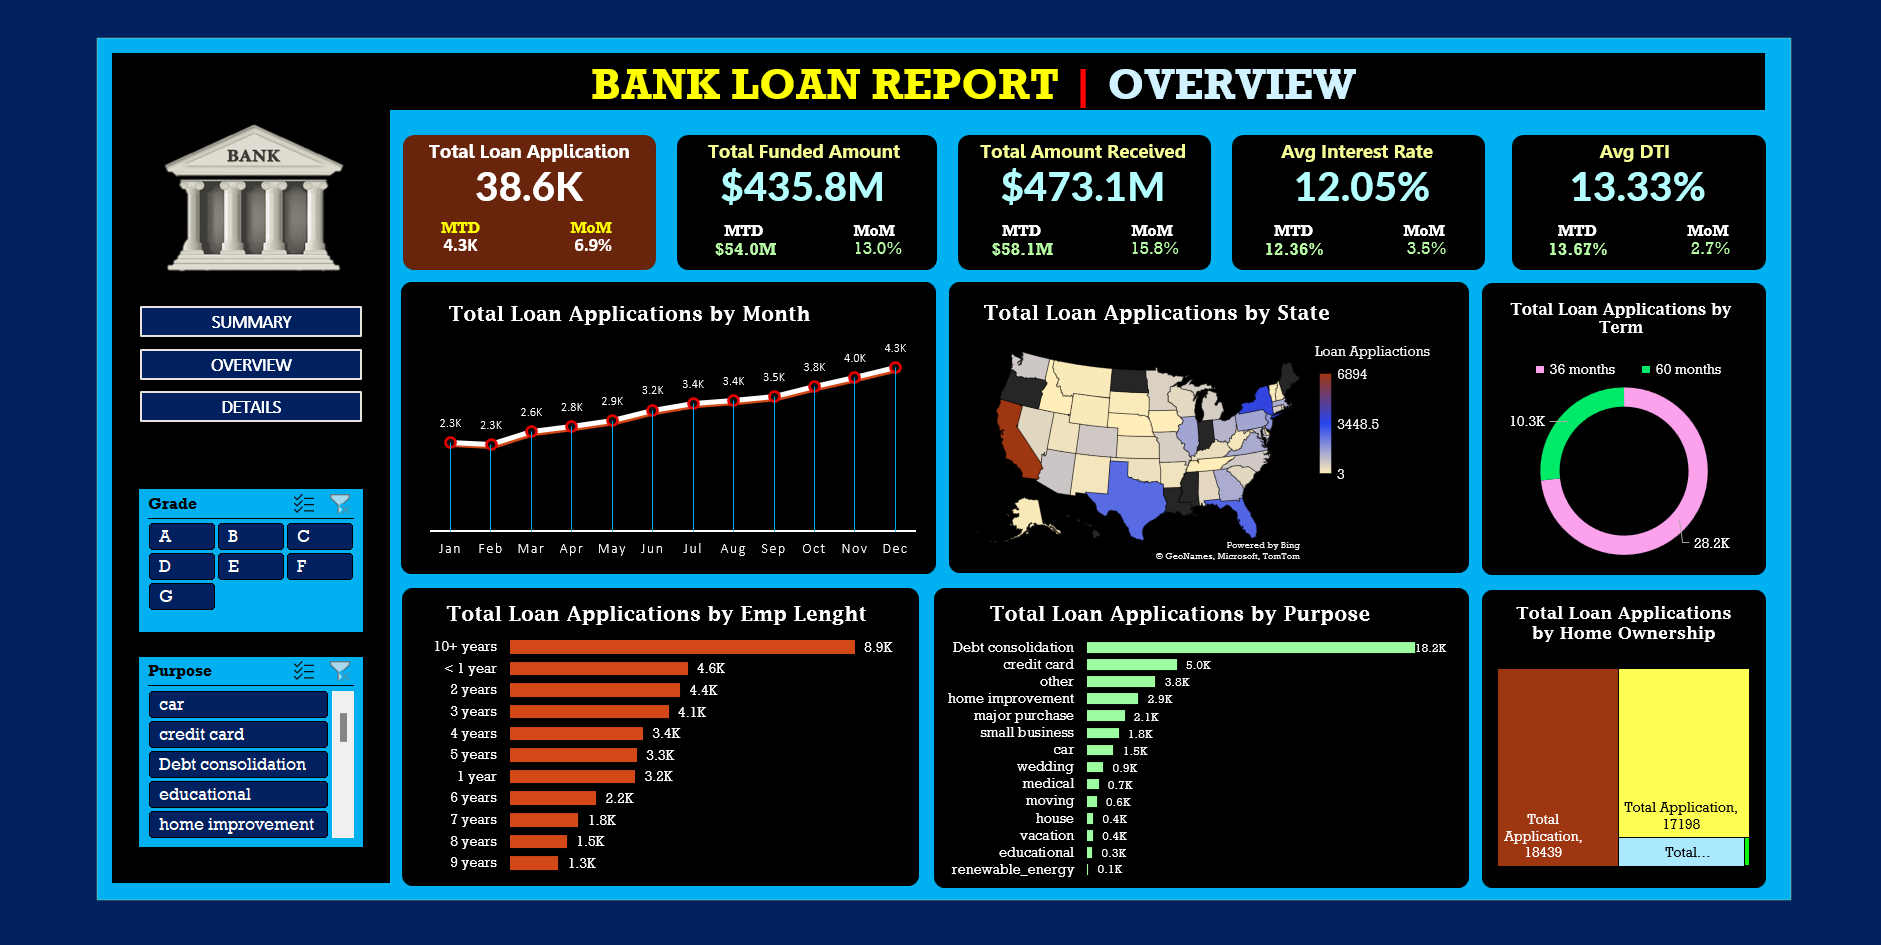 BANK LOAN REPORT | OVERVIEW
BANK
SUMMARY
OVERVIEW
DETAILS
Grade
A B C
D E F
G
Purpose
car
credit card
Debt consolidation
educational
home improvement
Total Loan Application
38.6K
MTD MoM
4.3K 6.9%
Total Funded Amount
$435.8M
MTD MoM
$54.0M 13.0%
Total Amount Received
$473.1M
MTD MoM
$58.1M 15.8%
Avg Interest Rate
12.05%
MTD MoM
12.36% 3.5%
Avg DTI
13.33%
MTD MoM
13.67% 2.7%
Total Loan Applications by Month
2.3K 2.3K 2.6K 2.8K 2.9K 3.2K 3.4K 3.4K 3.5K 3.8K 4.0K 4.3K
Jan Feb Mar Apr May Jun Jul Aug Sep Oct Nov Dec
Total Loan Applications by State
Loan Appliactions
6894
3448.5
3
Powered by Bing
© GeoNames, Microsoft, TomTom
Total Loan Applications by
Term
36 months 60 months
10.3K
28.2K
Total Loan Applications by Emp Lenght
10+ years 8.9K
< 1 year 4.6K
2 years 4.4K
3 years 4.1K
4 years 3.4K
5 years 3.3K
1 year 3.2K
6 years 2.2K
7 years 1.8K
8 years 1.5K
9 years 1.3K
Total Loan Applications by Purpose
Debt consolidation 18.2K
credit card 5.0K
other 3.8K
home improvement 2.9K
major purchase 2.1K
small business 1.8K
car 1.5K
wedding 0.9K
medical 0.7K
moving 0.6K
house 0.4K
vacation 0.4K
educational 0.3K
renewable_energy 0.1K
Total Loan Applications
by Home Ownership
Total
Application,
18439
Total Application,
17198
Total...